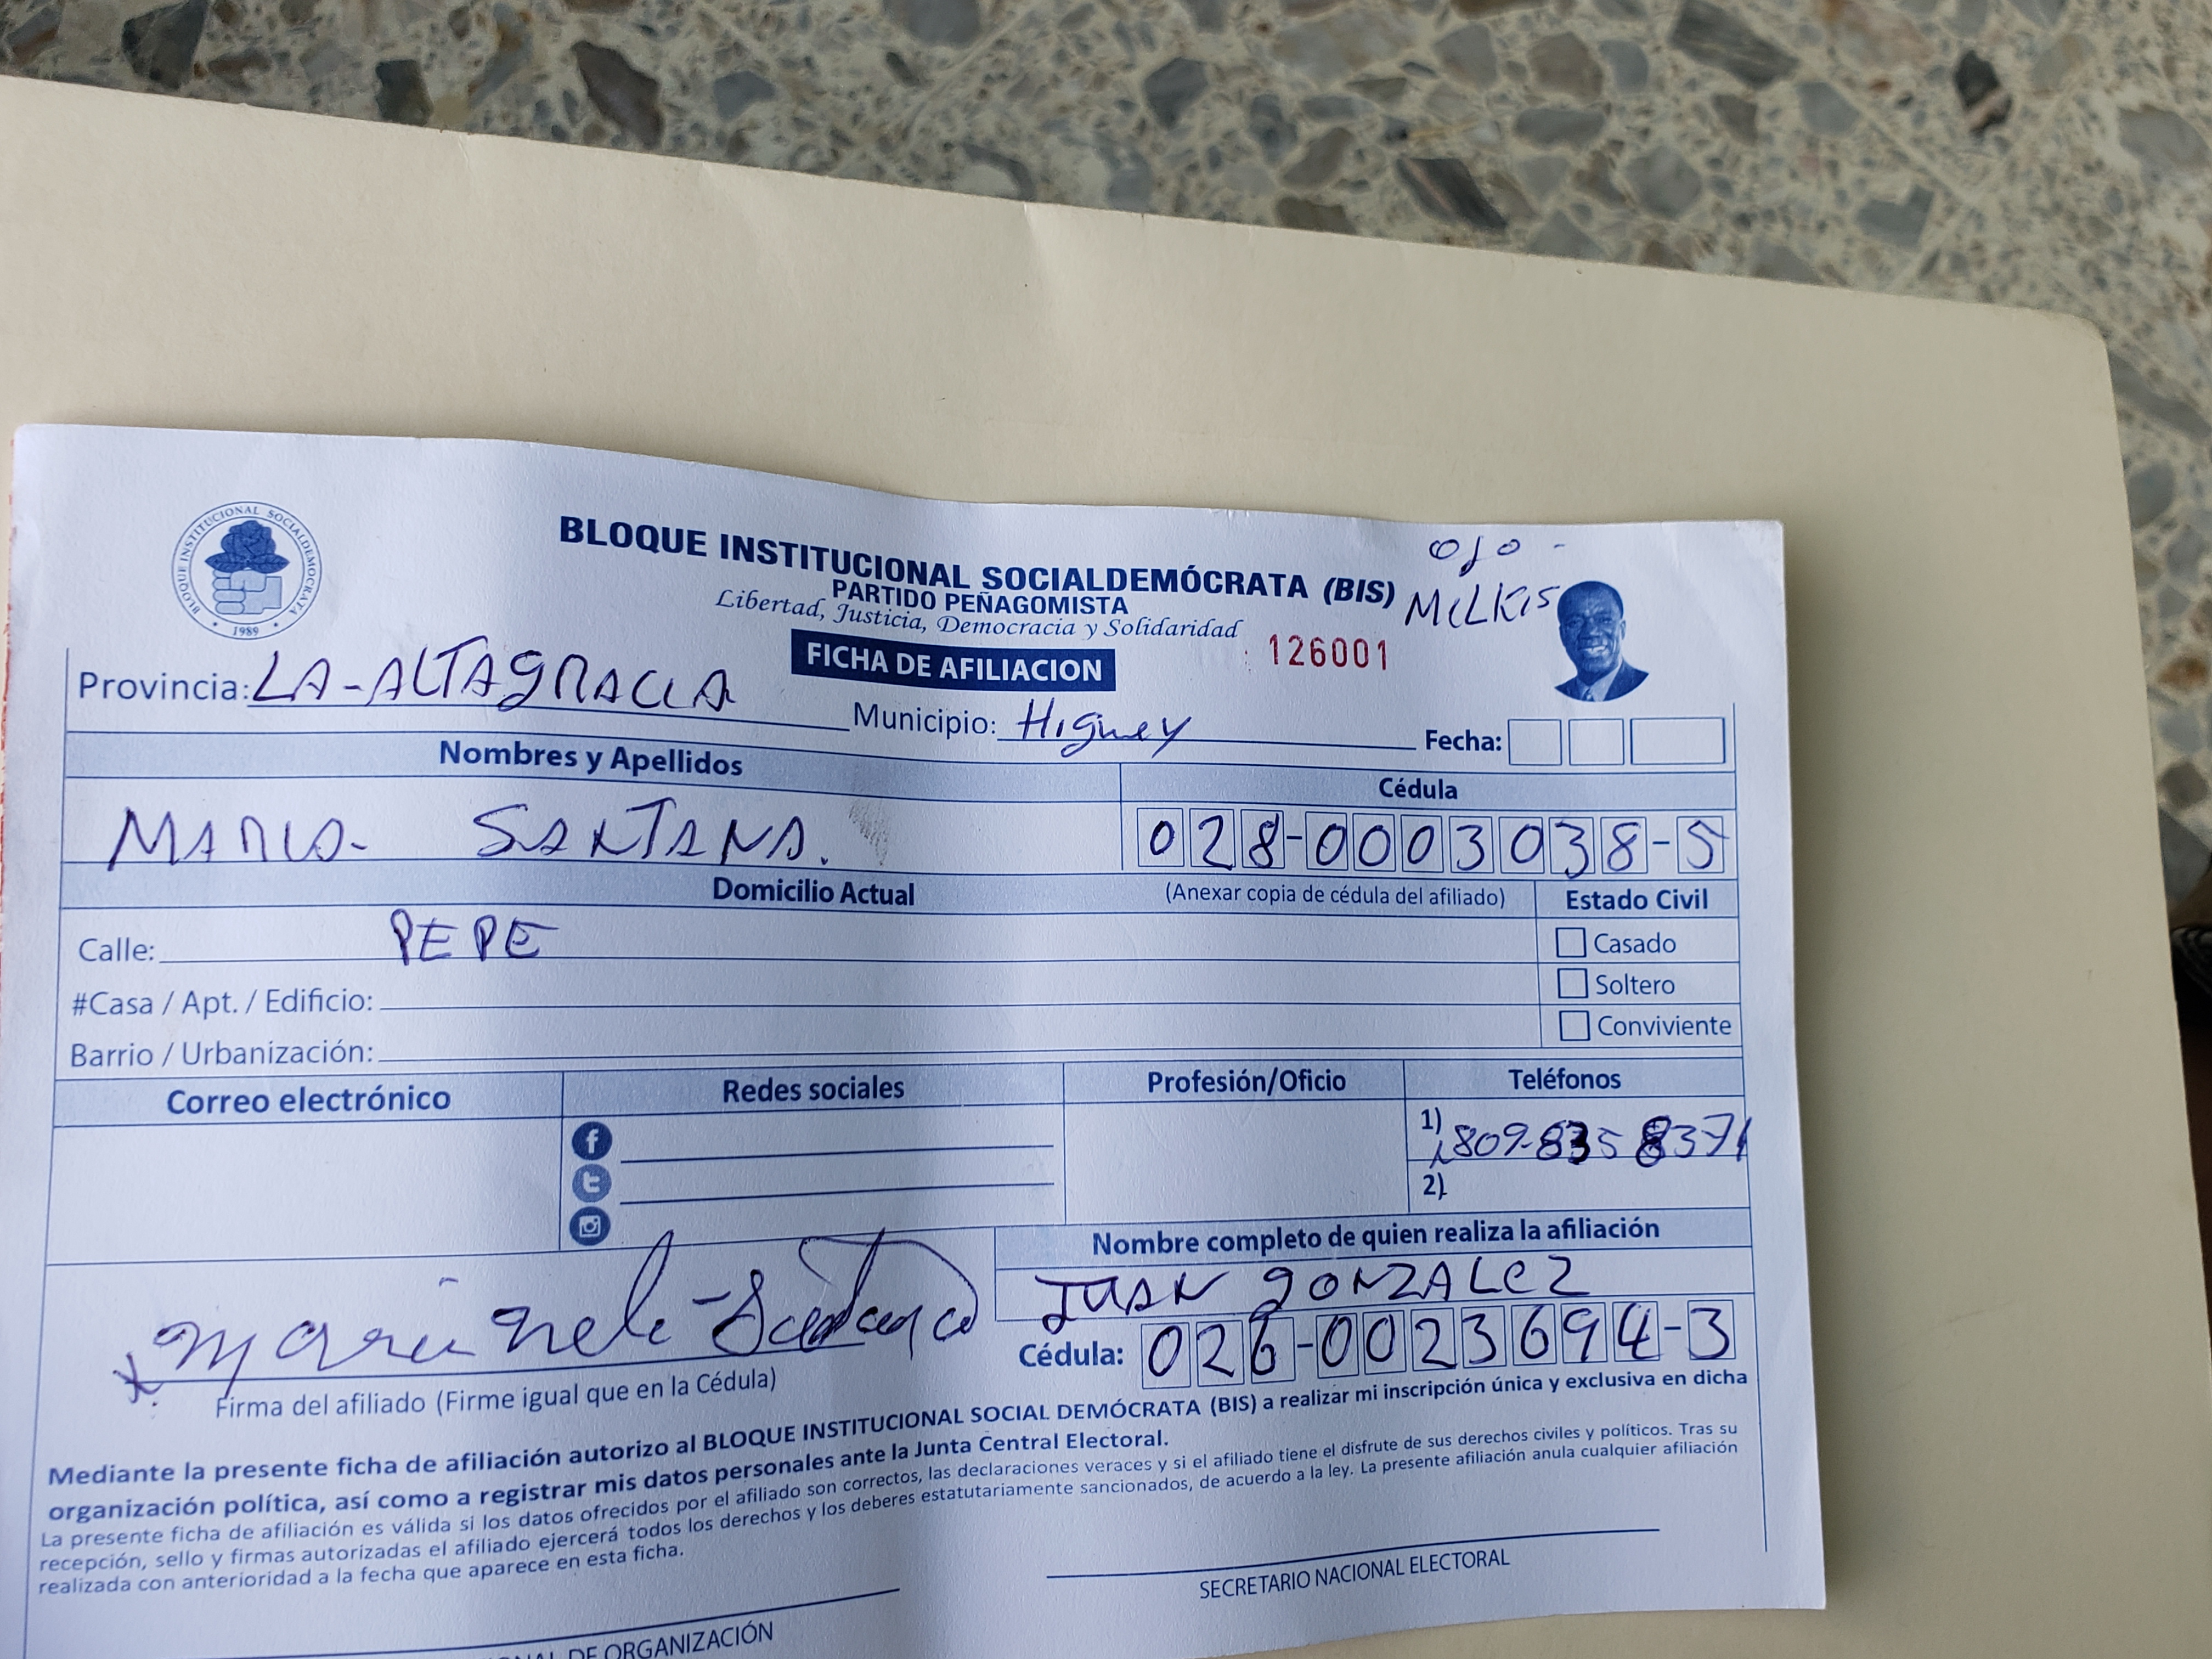 BLOQUE INSTITUCIONAL SOCIALDEMOCRATA
1989
BLOQUE INSTITUCIONAL SOCIALDEMÓCRATA (BIS)
PARTIDO PEÑAGOMISTA
Libertad, Justicia, Democracia y Solidaridad
OJO -
MILKIS
FICHA DE AFILIACION
126001
Provincia: LA-ALTAGRACIA
Municipio: Higuey
Fecha:
Nombres y Apellidos
Cédula
SANTANA.
028-0003038-5
Domicilio Actual
(Anexar copia de cédula del afiliado)
Estado Civil
Calle: PEPE
Casado
#Casa / Apt. / Edificio:
Soltero
Barrio / Urbanización:
Conviviente
Correo electrónico
Redes sociales
Profesión/Oficio
Teléfonos
1) 809-835 8371
2)
Nombre completo de quien realiza la afiliación
JUAN GONZALEZ
Cédula: 026-0023694-3
Firma del afiliado (Firme igual que en la Cédula)
Mediante la presente ficha de afiliación autorizo al BLOQUE INSTITUCIONAL SOCIAL DEMÓCRATA (BIS) a realizar mi inscripción única y exclusiva en dicha
organización política, así como a registrar mis datos personales ante la Junta Central Electoral.
La presente ficha de afiliación es válida si los datos ofrecidos por el afiliado son correctos, las declaraciones veraces y si el afiliado tiene el disfrute de sus derechos civiles y políticos. Tras su
recepción, sello y firmas autorizadas el afiliado ejercerá todos los derechos y los deberes estatutariamente sancionados, de acuerdo a la ley. La presente afiliación anula cualquier afiliación
realizada con anterioridad a la fecha que aparece en esta ficha.
SECRETARIO NACIONAL ELECTORAL
DE ORGANIZACIÓN